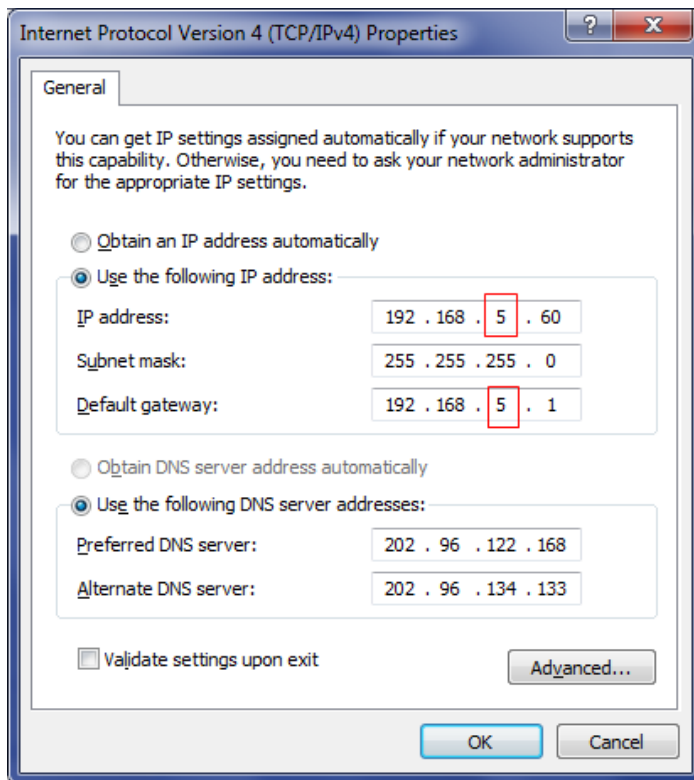 Internet Protocol Version 4 (TCP/IPv4) Properties
?
X
General
You can get IP settings assigned automatically if your network supports
this capability. Otherwise, you need to ask your network administrator
for the appropriate IP settings.
Obtain an IP address automatically
Use the following IP address:
IP address: 192 . 168 . 5 . 60
Subnet mask: 255 . 255 . 255 . 0
Default gateway: 192 . 168 . 5 . 1
Obtain DNS server address automatically
Use the following DNS server addresses:
Preferred DNS server: 202 . 96 . 122 . 168
Alternate DNS server: 202 . 96 . 134 . 133
Validate settings upon exit
Advanced...
OK Cancel